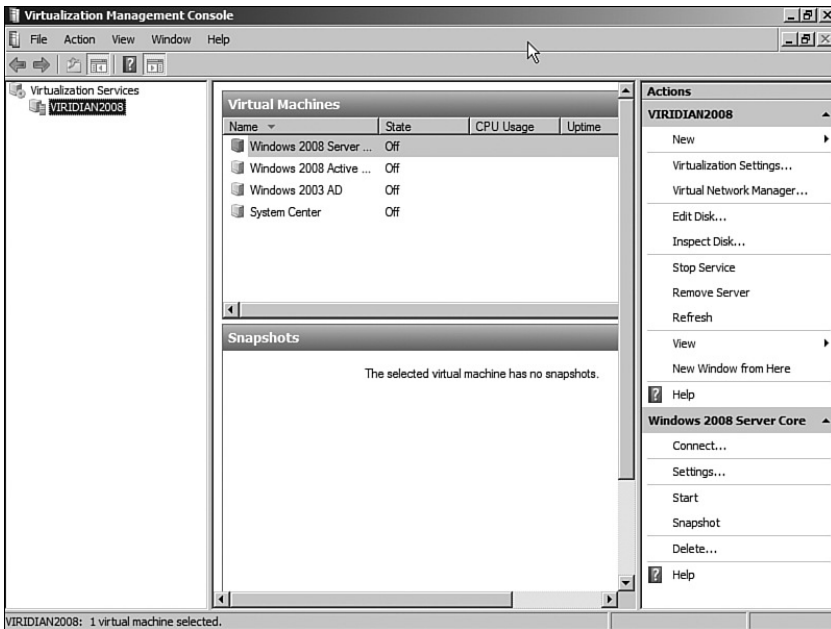 Virtualization Management Console
File Action View Window Help
Virtualization Services
VIRIDIAN2008
Virtual Machines
Name State CPU Usage Uptime
Windows 2008 Server ... Off
Windows 2008 Active ... Off
Windows 2003 AD Off
System Center Off
Snapshots
The selected virtual machine has no snapshots.
Actions
VIRIDIAN2008
New
Virtualization Settings...
Virtual Network Manager...
Edit Disk...
Inspect Disk...
Stop Service
Remove Server
Refresh
View
New Window from Here
Help
Windows 2008 Server Core
Connect...
Settings...
Start
Snapshot
Delete...
Help
VIRIDIAN2008: 1 virtual machine selected.